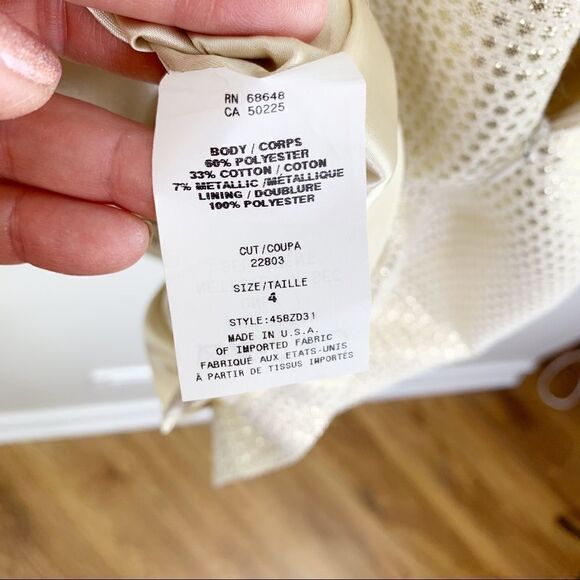 RN 68648
CA 50225
BODY / CORPS
60% POLYESTER
33% COTTON / COTON
7% METALLIC /MÉTALLIQUE
LINING / DOUBLURE
100% POLYESTER
CUT/COUPA
22803
SIZE/TAILLE
4
STYLE:458ZD31
MADE IN U.S.A.
OF IMPORTED FABRIC
FABRIQUÉ AUX ETATS-UNIS
À PARTIR DE TISSUS IMPORTÉS